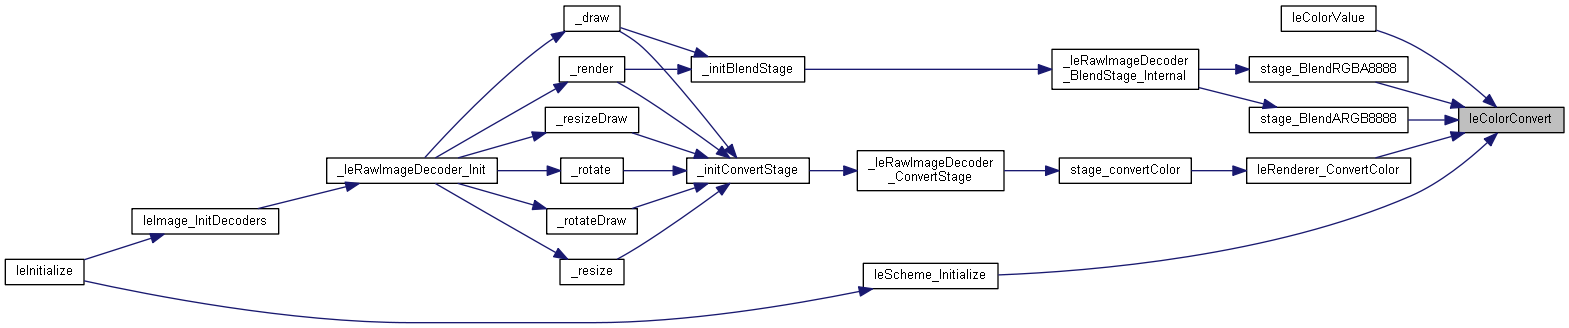 _draw
leColorValue
_render
_initBlendStage
_leRawImageDecoder
_BlendStage_Internal
stage_BlendRGBA8888
_resizeDraw
stage_BlendARGB8888
leColorConvert
_leRawImageDecoder_Init
_rotate
_initConvertStage
_leRawImageDecoder
_ConvertStage
stage_convertColor
leRenderer_ConvertColor
leImage_InitDecoders
_rotateDraw
leInitialize
_resize
leScheme_Initialize